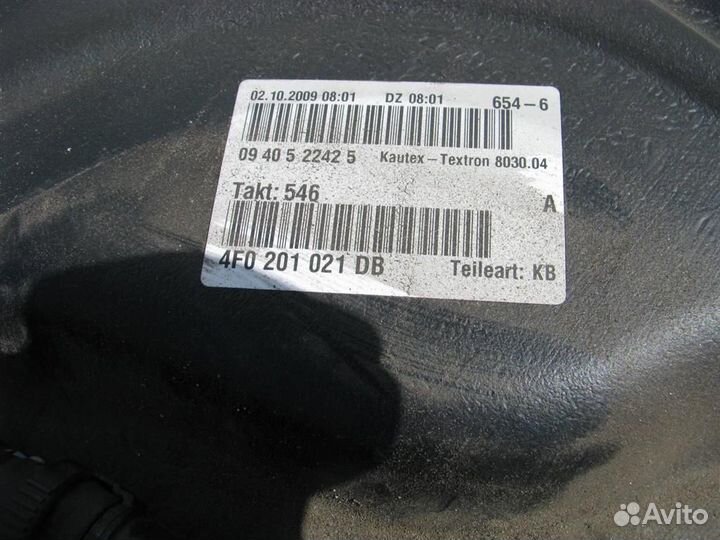 02.10.2009 08:01 DZ 08:01 654-6
09 40 5 2242 5 Kautex-Textron 8030.04
Takt: 546 A
4F0 201 021 DB Teileart: KB
Avito